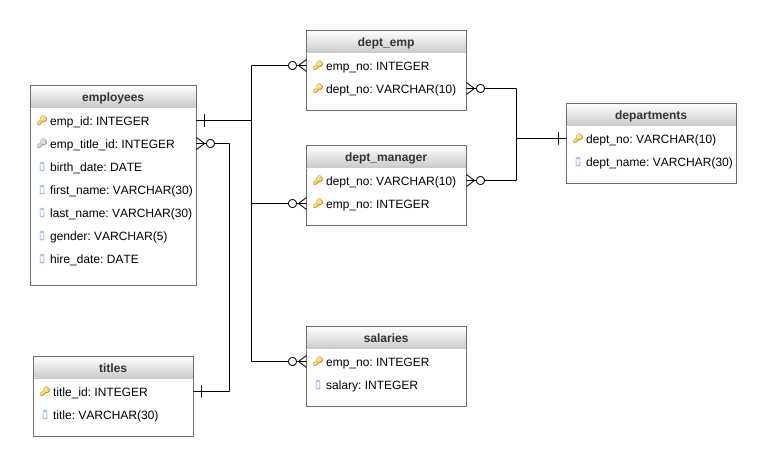 employees
emp_id: INTEGER
emp_title_id: INTEGER
birth_date: DATE
first_name: VARCHAR(30)
last_name: VARCHAR(30)
gender: VARCHAR(5)
hire_date: DATE
titles
title_id: INTEGER
title: VARCHAR(30)
dept_emp
emp_no: INTEGER
dept_no: VARCHAR(10)
dept_manager
dept_no: VARCHAR(10)
emp_no: INTEGER
salaries
emp_no: INTEGER
salary: INTEGER
departments
dept_no: VARCHAR(10)
dept_name: VARCHAR(30)